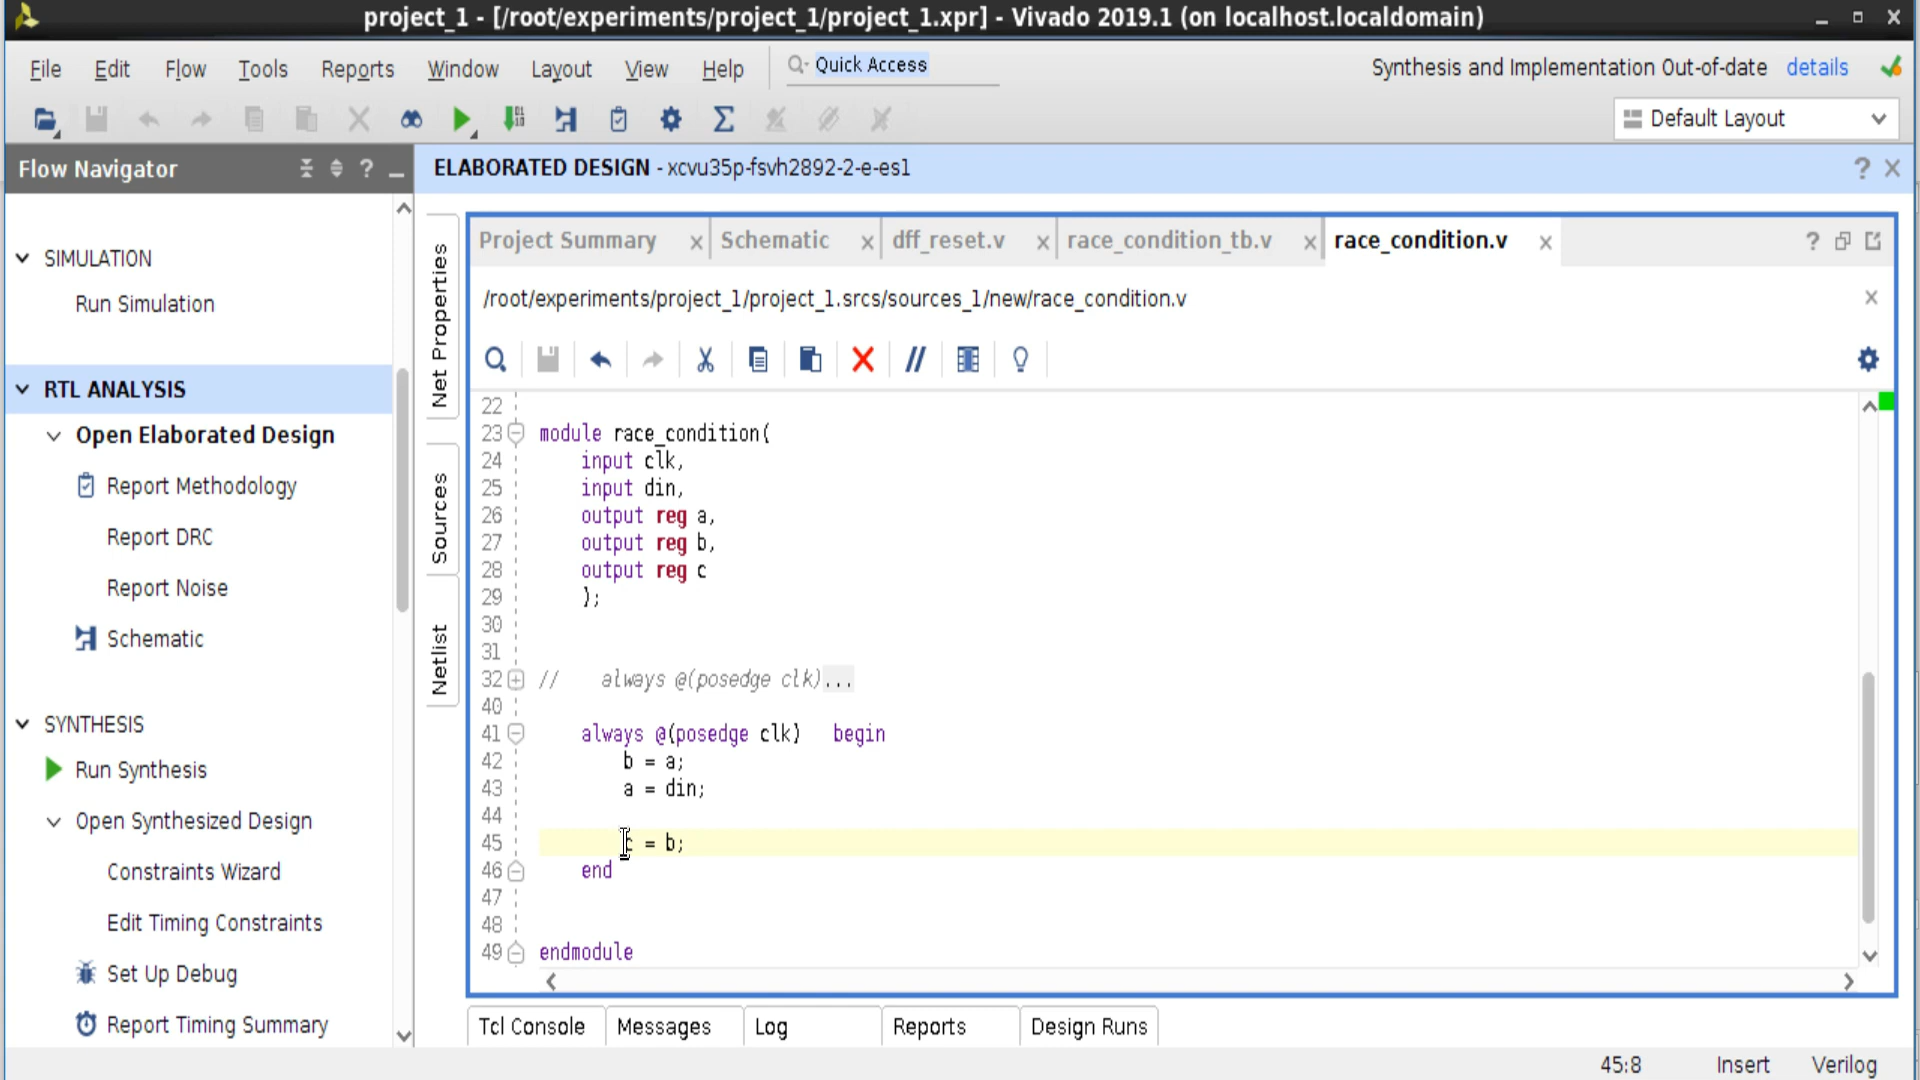 project_1 - [/root/experiments/project_1/project_1.xpr] - Vivado 2019.1 (on localhost.localdomain)
File Edit Flow Tools Reports Window Layout View Help Quick Access Synthesis and Implementation Out-of-date details
Default Layout
Flow Navigator
ELABORATED DESIGN - xcvu35p-fsvh2892-2-e-es1
SIMULATION
Run Simulation
RTL ANALYSIS
Open Elaborated Design
Report Methodology
Report DRC
Report Noise
Schematic
SYNTHESIS
Run Synthesis
Open Synthesized Design
Constraints Wizard
Edit Timing Constraints
Set Up Debug
Report Timing Summary
Net Properties
Sources
Netlist
Project Summary Schematic dff_reset.v race_condition_tb.v race_condition.v
/root/experiments/project_1/project_1.srcs/sources_1/new/race_condition.v
22
23 module race_condition(
24 input clk,
25 input din,
26 output reg a,
27 output reg b,
28 output reg c
29 );
30
31
32 // always @(posedge clk)...
40
41 always @(posedge clk) begin
42 b = a;
43 a = din;
44
45 c = b;
46 end
47
48
49 endmodule
Tcl Console Messages Log Reports Design Runs
45:8 Insert Verilog